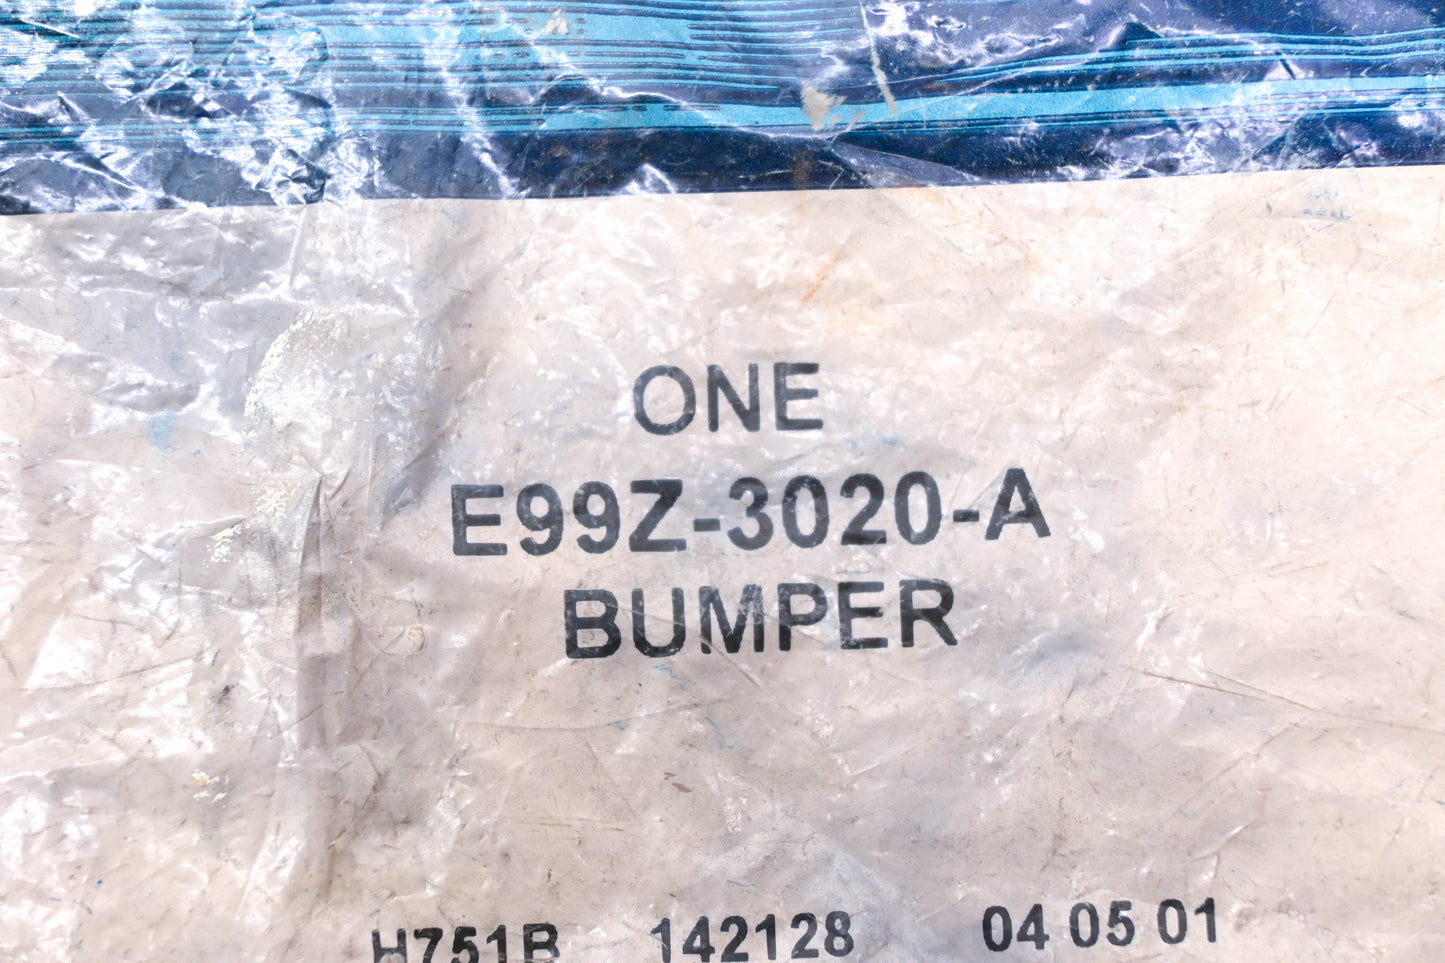 ONE
E99Z-3020-A
BUMPER
H751B 142128 04 05 01